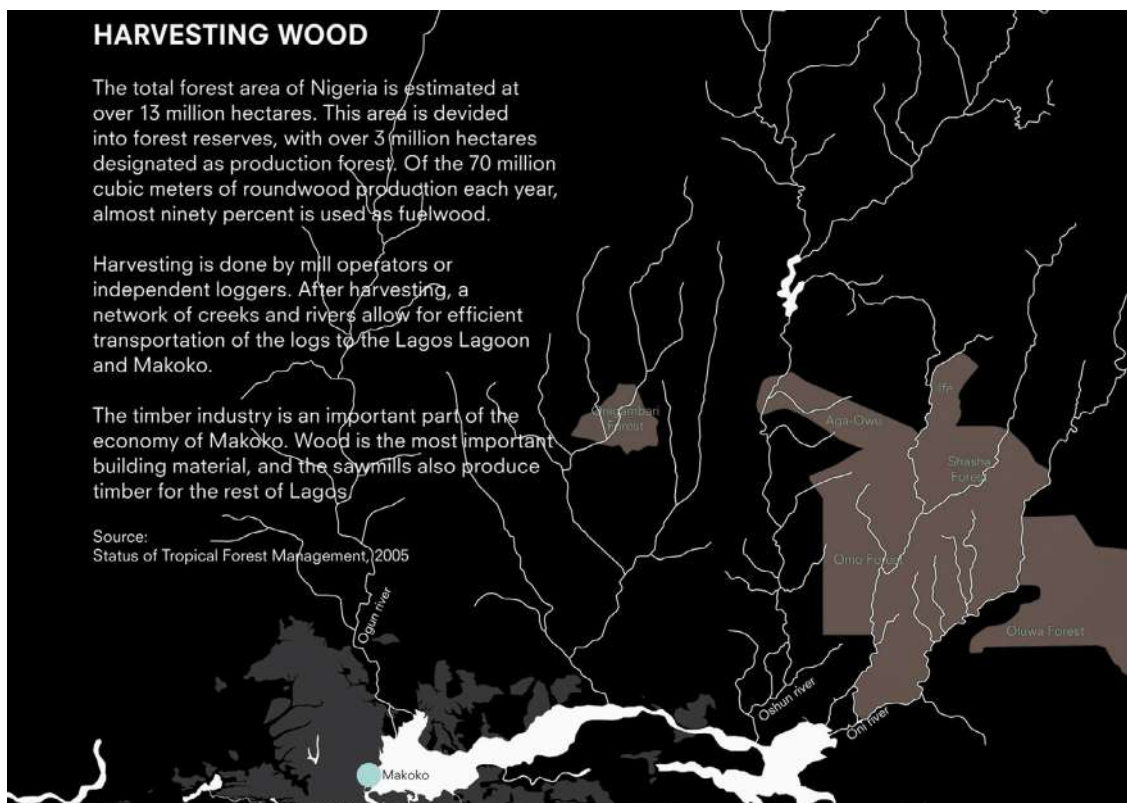 HARVESTING WOOD
The total forest area of Nigeria is estimated at
over 13 million hectares. This area is devided
into forest reserves, with over 3 million hectares
designated as production forest. Of the 70 million
cubic meters of roundwood production each year,
almost ninety percent is used as fuelwood.
Harvesting is done by mill operators or
independent loggers. After harvesting, a
network of creeks and rivers allow for efficient
transportation of the logs to the Lagos Lagoon
and Makoko.
The timber industry is an important part of the
economy of Makoko. Wood is the most important
building material, and the sawmills also produce
timber for the rest of Lagos.
Source:
Status of Tropical Forest Management, 2005
Onigambari
Forest
Ife
Aga-Owu
Shasha
Forest
Omo Forest
Oluwa Forest
Ogun river
Oshun river
Oni river
Makoko